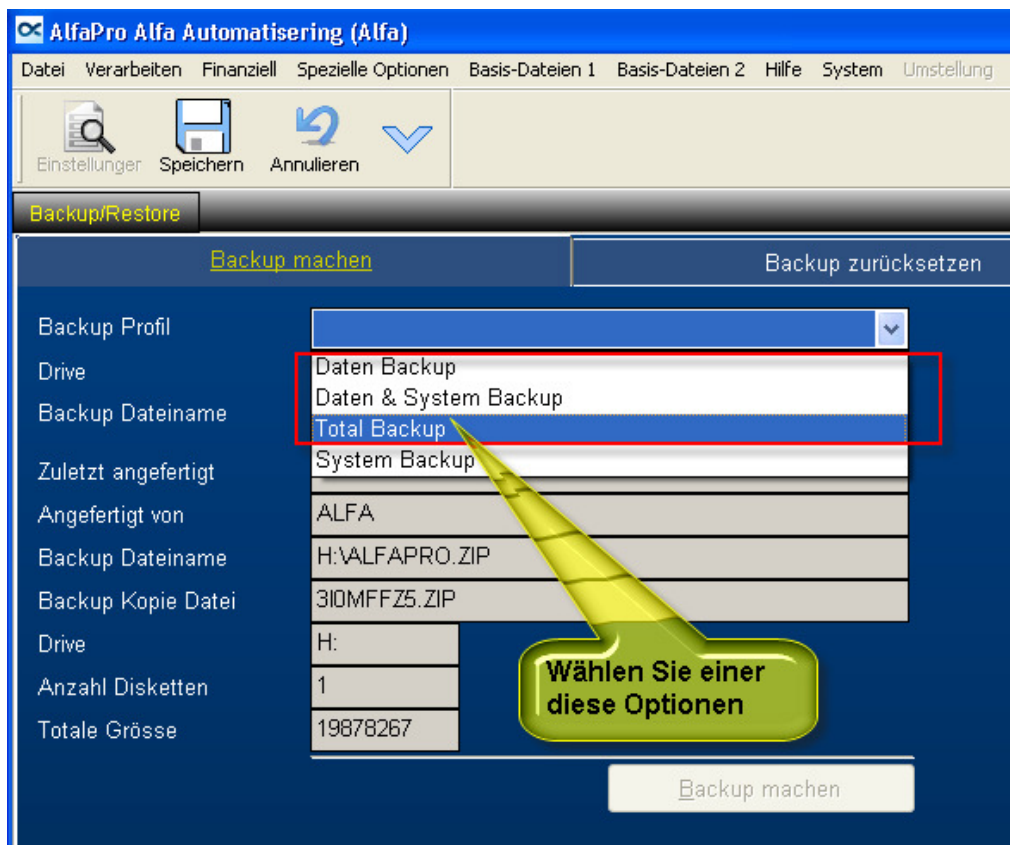 AlfaPro Alfa Automatisering (Alfa)
Datei Verarbeiten Finanziell Spezielle Optionen Basis-Dateien 1 Basis-Dateien 2 Hilfe System Umstellung
Einstellunger Speichern Annulieren
Backup/Restore
Backup machen Backup zurücksetzen
Backup Profil
Drive Daten Backup
Daten & System Backup
Backup Dateiname
Total Backup
System Backup
Zuletzt angefertigt
Angefertigt von ALFA
Backup Dateiname H:\ALFAPRO.ZIP
Backup Kopie Datei 3I0MFFZ5.ZIP
Drive H:
Anzahl Disketten 1
Totale Grösse 19878267
Wählen Sie einer
diese Optionen
Backup machen